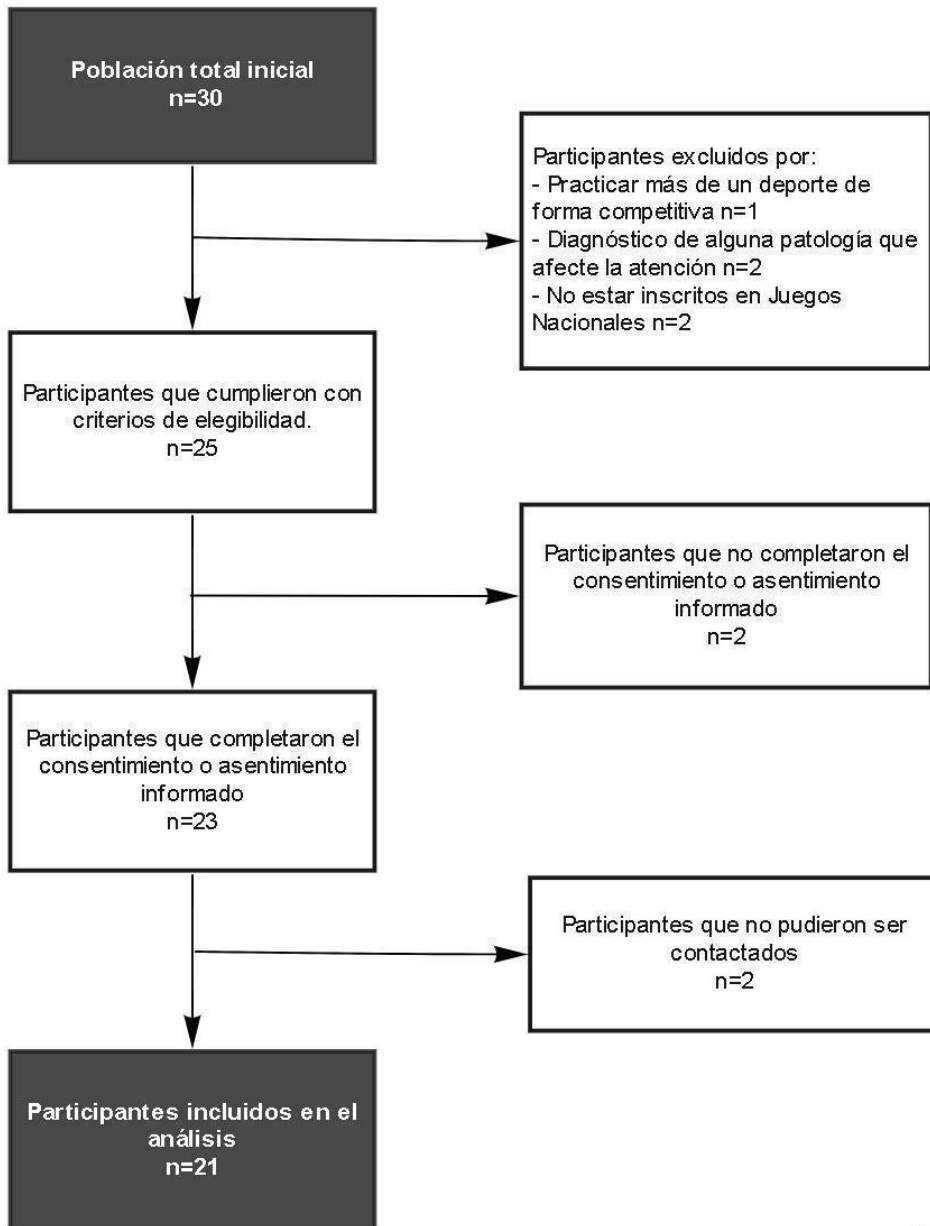 Población total inicial
n=30
Participantes excluidos por:
- Practicar más de un deporte de
forma competitiva n=1
- Diagnóstico de alguna patología que
afecte la atención n=2
- No estar inscritos en Juegos
Nacionales n=2
Participantes que cumplieron con
criterios de elegibilidad.
n=25
Participantes que no completaron el
consentimiento o asentimiento
informado
n=2
Participantes que completaron el
consentimiento o asentimiento
informado
n=23
Participantes que no pudieron ser
contactados
n=2
Participantes incluidos en el
análisis
n=21